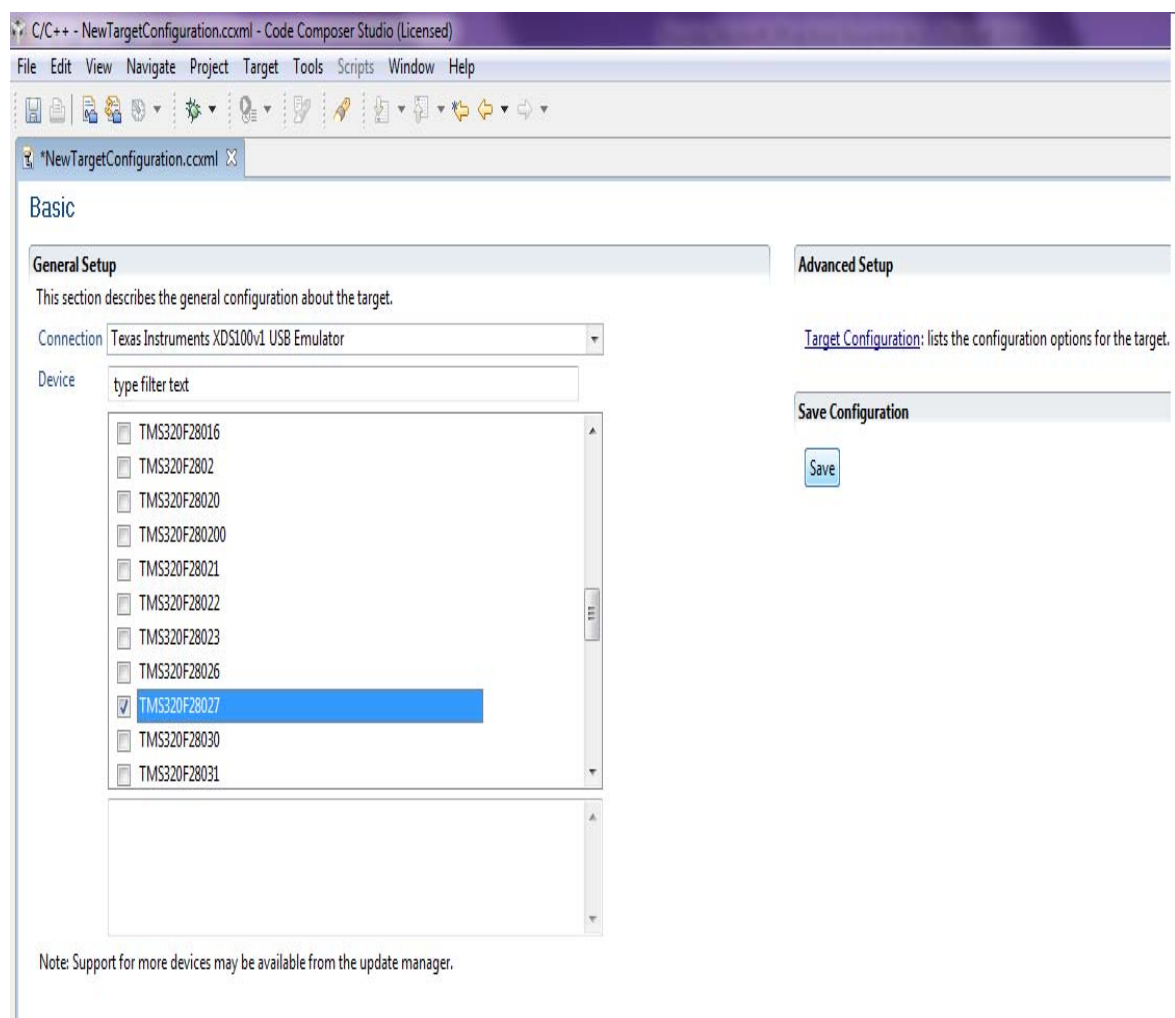 C/C++ - NewTargetConfiguration.ccxml - Code Composer Studio (Licensed)
File Edit View Navigate Project Target Tools Scripts Window Help
*NewTargetConfiguration.ccxml
Basic
General Setup
This section describes the general configuration about the target.
Connection Texas Instruments XDS100v1 USB Emulator
Device type filter text
TMS320F28016
TMS320F2802
TMS320F28020
TMS320F280200
TMS320F28021
TMS320F28022
TMS320F28023
TMS320F28026
TMS320F28027
TMS320F28030
TMS320F28031
Note: Support for more devices may be available from the update manager.
Advanced Setup
Target Configuration: lists the configuration options for the target.
Save Configuration
Save